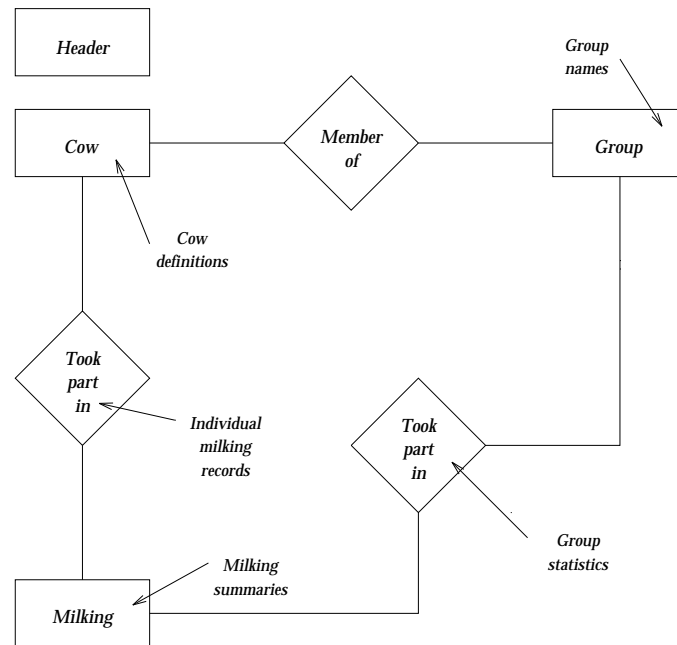 Header
Group
names
Cow
Member
of
Group
Cow
definitions
Took
part
in
Individual
milking
records
Took
part
in
Group
statistics
Milking
summaries
Milking